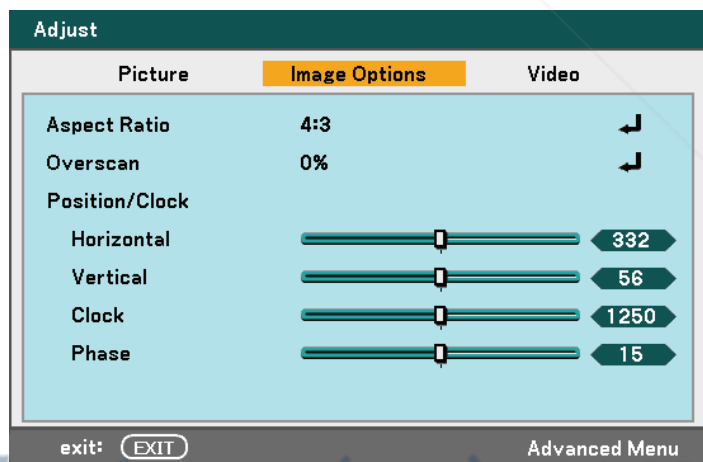 Adjust
Picture Image Options Video
Aspect Ratio 4:3
Overscan 0%
Position/Clock
Horizontal 332
Vertical 56
Clock 1250
Phase 15
exit: EXIT Advanced Menu